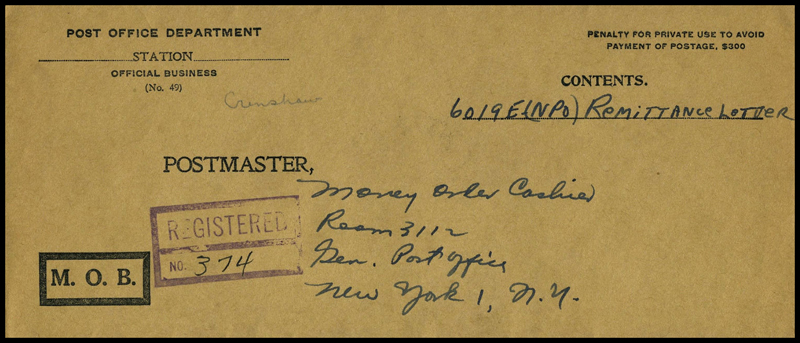 POST OFFICE DEPARTMENT
STATION
OFFICIAL BUSINESS
(No. 49)
Crenshaw
PENALTY FOR PRIVATE USE TO AVOID
PAYMENT OF POSTAGE, $300
CONTENTS.
6019E(NPO) REMITTANCE LETTER
POSTMASTER,
Money Order Cashier
Room 3112
Gen. Post Office
New York 1, N.Y.
REGISTERED
NO. 374
M. O. B.